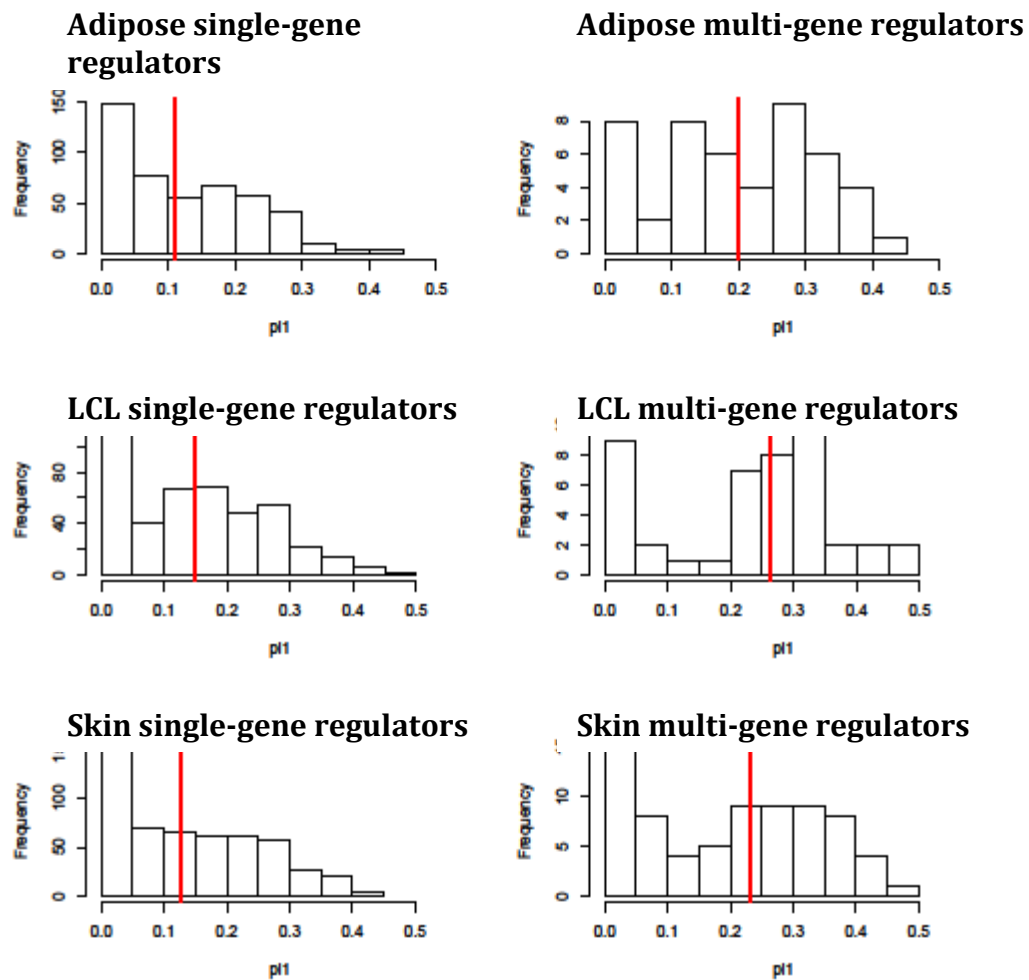 Adipose single-gene
regulators
Adipose multi-gene regulators
Frequency
150
100
50
0
0.0 0.1 0.2 0.3 0.4 0.5
pi1
Frequency
8
6
4
2
0
0.0 0.1 0.2 0.3 0.4 0.5
pi1
LCL single-gene regulators
LCL multi-gene regulators
Frequency
80
40
0
0.0 0.1 0.2 0.3 0.4 0.5
pi1
Frequency
8
6
4
2
0
0.0 0.1 0.2 0.3 0.4 0.5
pi1
Skin single-gene regulators
Skin multi-gene regulators
Frequency
100
50
0
0.0 0.1 0.2 0.3 0.4 0.5
pi1
Frequency
10
5
0
0.0 0.1 0.2 0.3 0.4 0.5
pi1